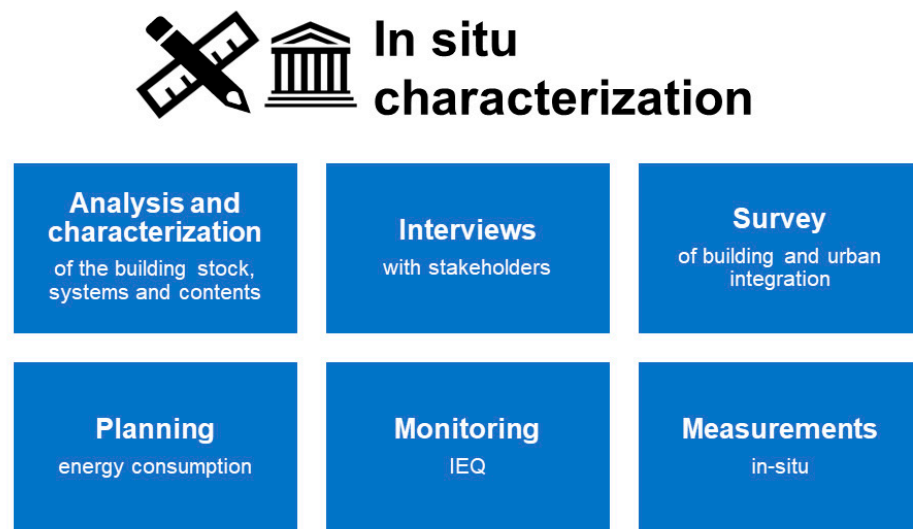 In situ
characterization
Analysis and
characterization
of the building stock,
systems and contents
Interviews
with stakeholders
Survey
of building and urban
integration
Planning
energy consumption
Monitoring
IEQ
Measurements
in-situ